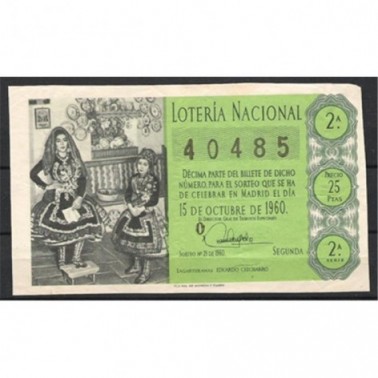 LOTERÍA NACIONAL
2ª
40485
DÉCIMA PARTE DEL BILLETE DE DICHO
NÚMERO, PARA EL SORTEO QUE SE HA
DE CELEBRAR EN MADRID EL DÍA
15 DE OCTUBRE DE 1960.
PRECIO
25
PTAS
SEGUNDA
2ª
SERIE